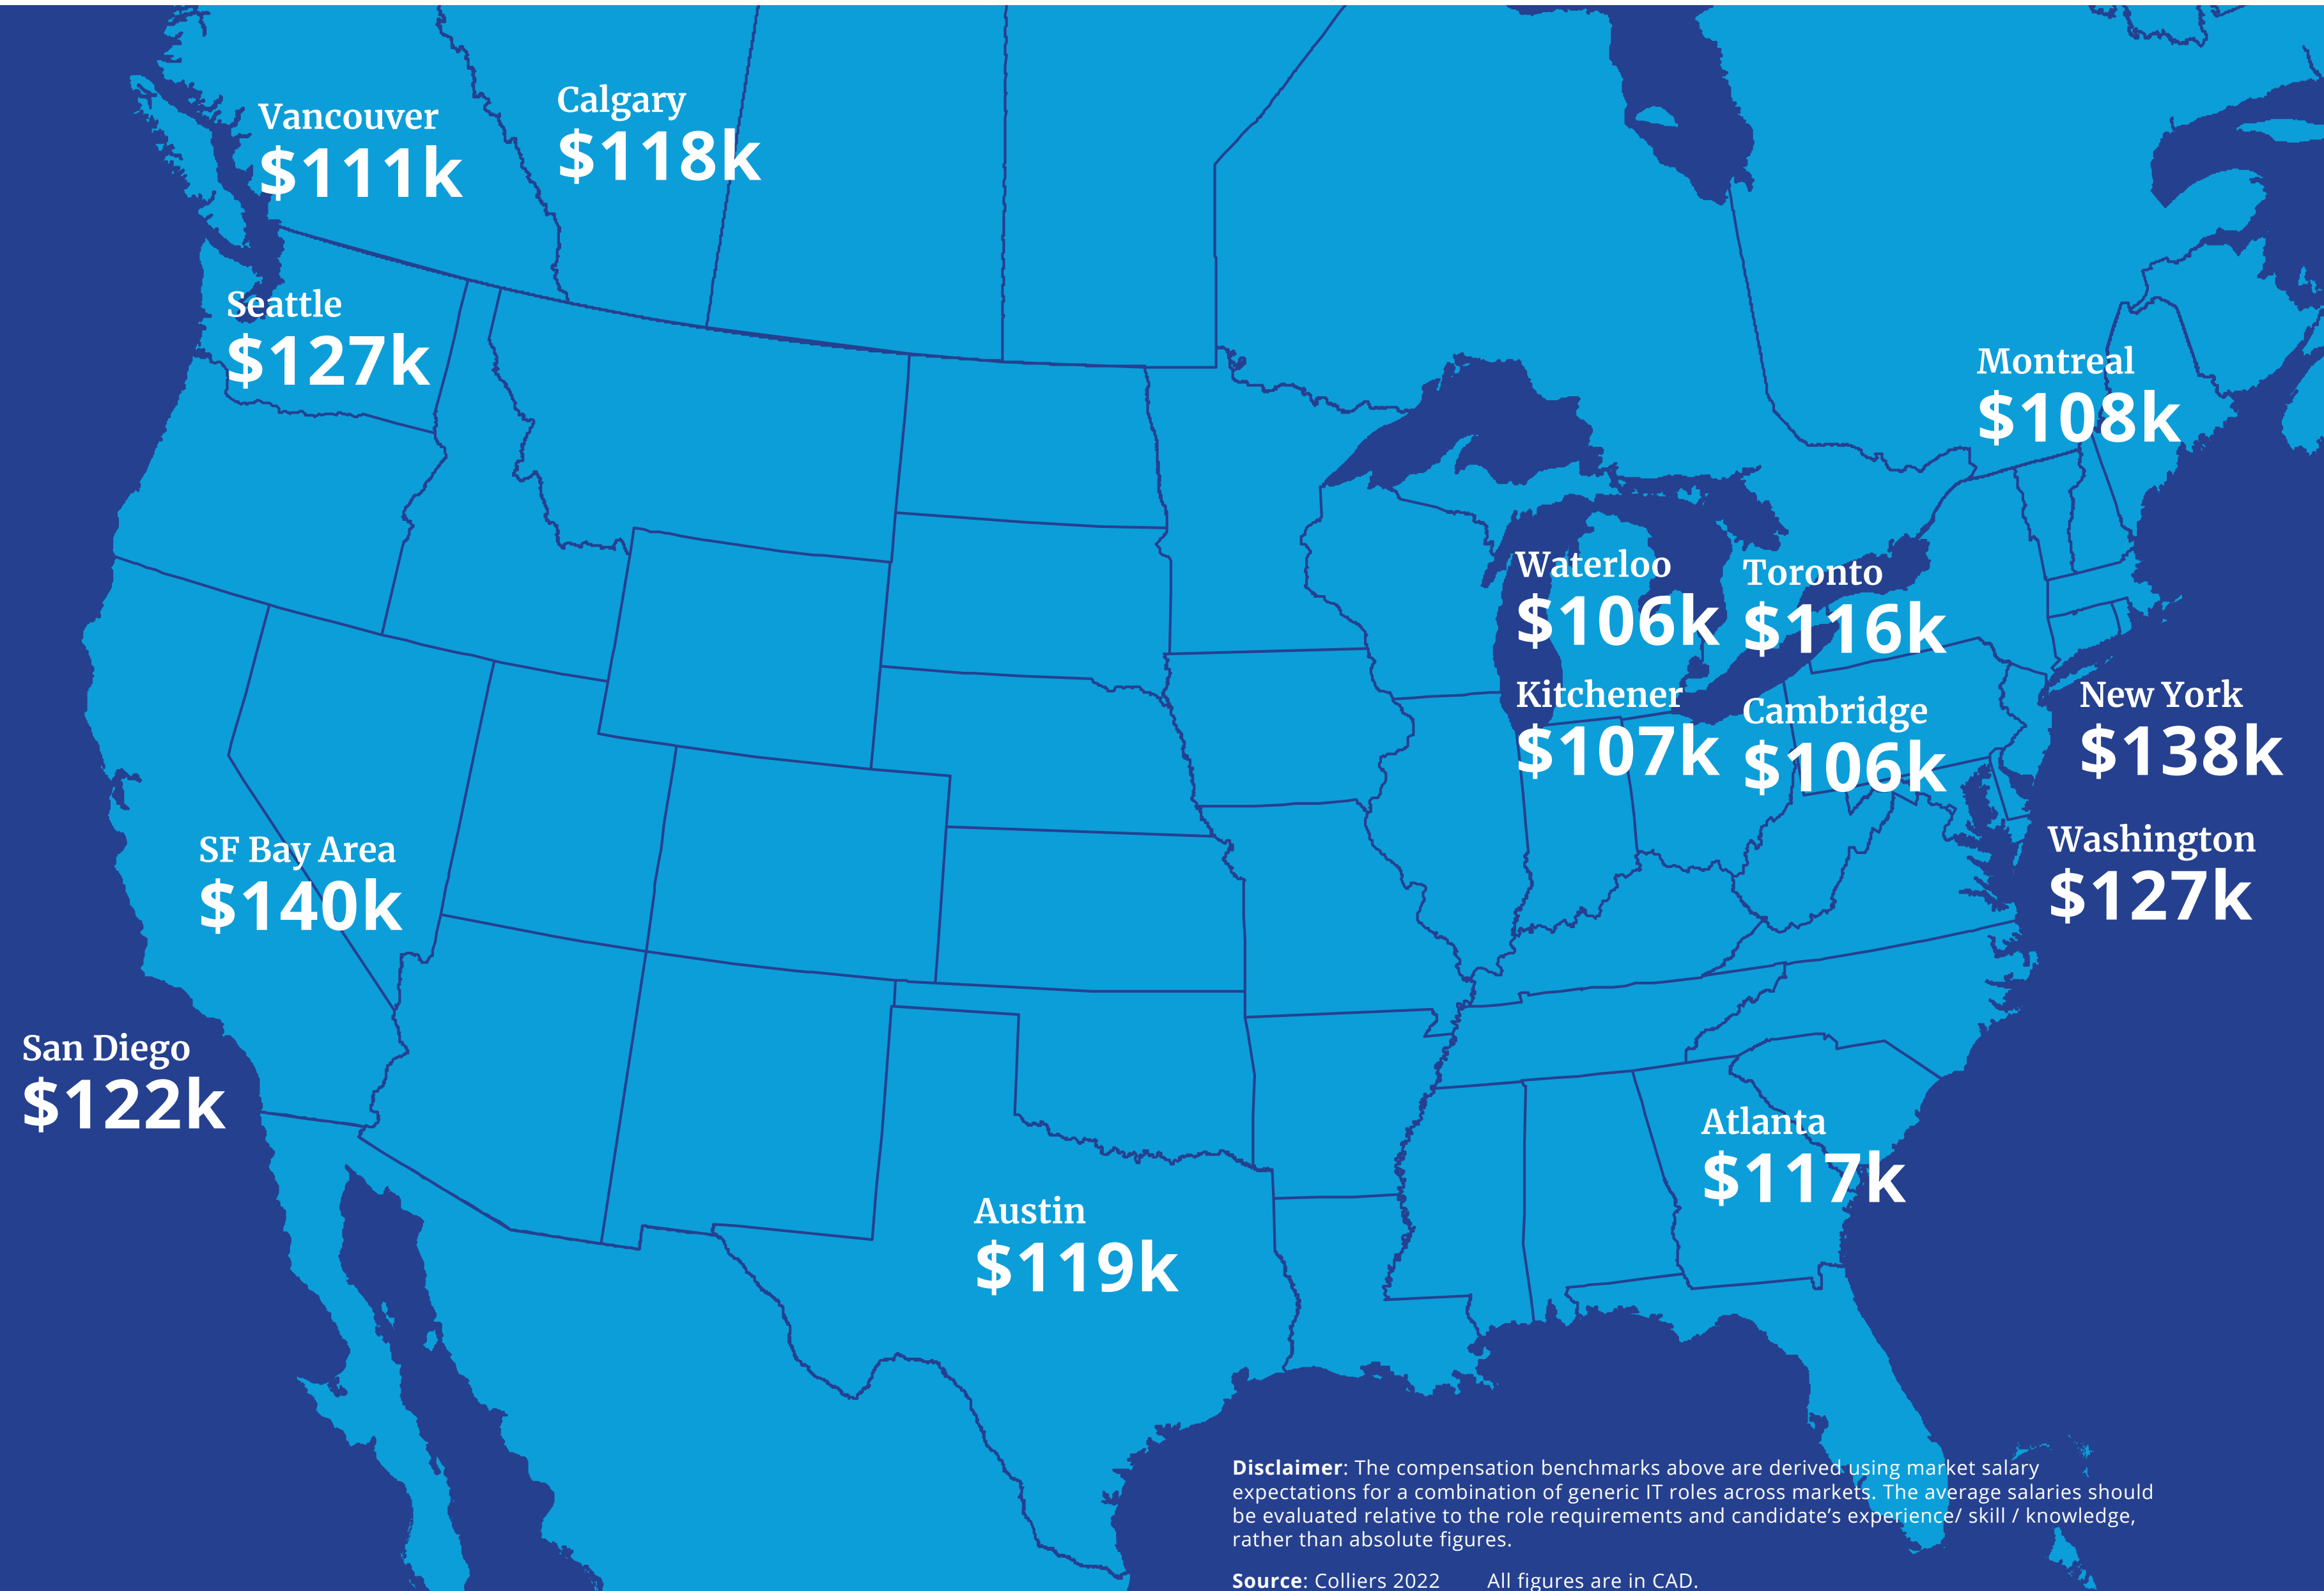 Vancouver
$111k
Calgary
$118k
Seattle
$127k
Montreal
$108k
Waterloo
$106k
Toronto
$116k
Kitchener
$107k
Cambridge
$106k
New York
$138k
SF Bay Area
$140k
Washington
$127k
San Diego
$122k
Atlanta
$117k
Austin
$119k
Disclaimer: The compensation benchmarks above are derived using market salary
expectations for a combination of generic IT roles across markets. The average salaries should
be evaluated relative to the role requirements and candidate’s experience/ skill / knowledge,
rather than absolute figures.
Source: Colliers 2022 All figures are in CAD.